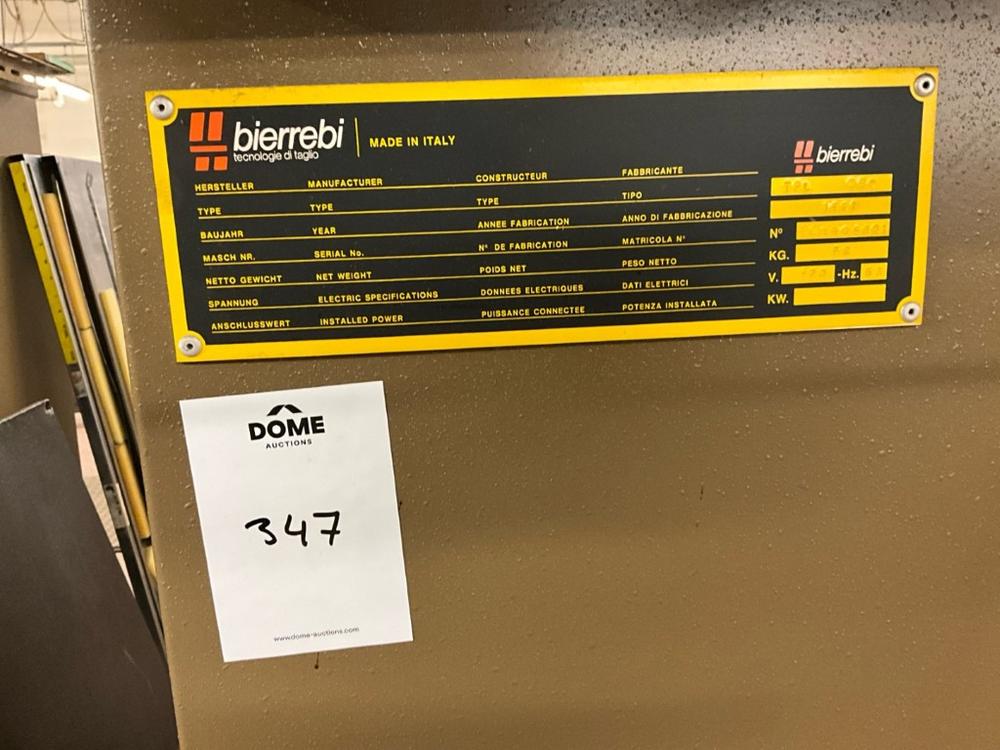 bierrebi
tecnologie di taglio
MADE IN ITALY
bierrebi
HERSTELLER MANUFACTURER CONSTRUCTEUR FABBRICANTE
TYPE TYPE TYPE TIPO
BAUJAHR YEAR ANNEE FABRICATION ANNO DI FABBRICAZIONE
MASCH NR. SERIAL No. N° DE FABRICATION MATRICOLA N° N°
NETTO GEWICHT NET WEIGHT POIDS NET PESO NETTO KG.
SPANNUNG ELECTRIC SPECIFICATIONS DONNEES ELECTRIQUES DATI ELETTRICI V. -Hz.
ANSCHLUSSWERT INSTALLED POWER PUISSANCE CONNECTEE POTENZA INSTALLATA KW.
DOME
AUCTIONS
347
www.dome-auctions.com